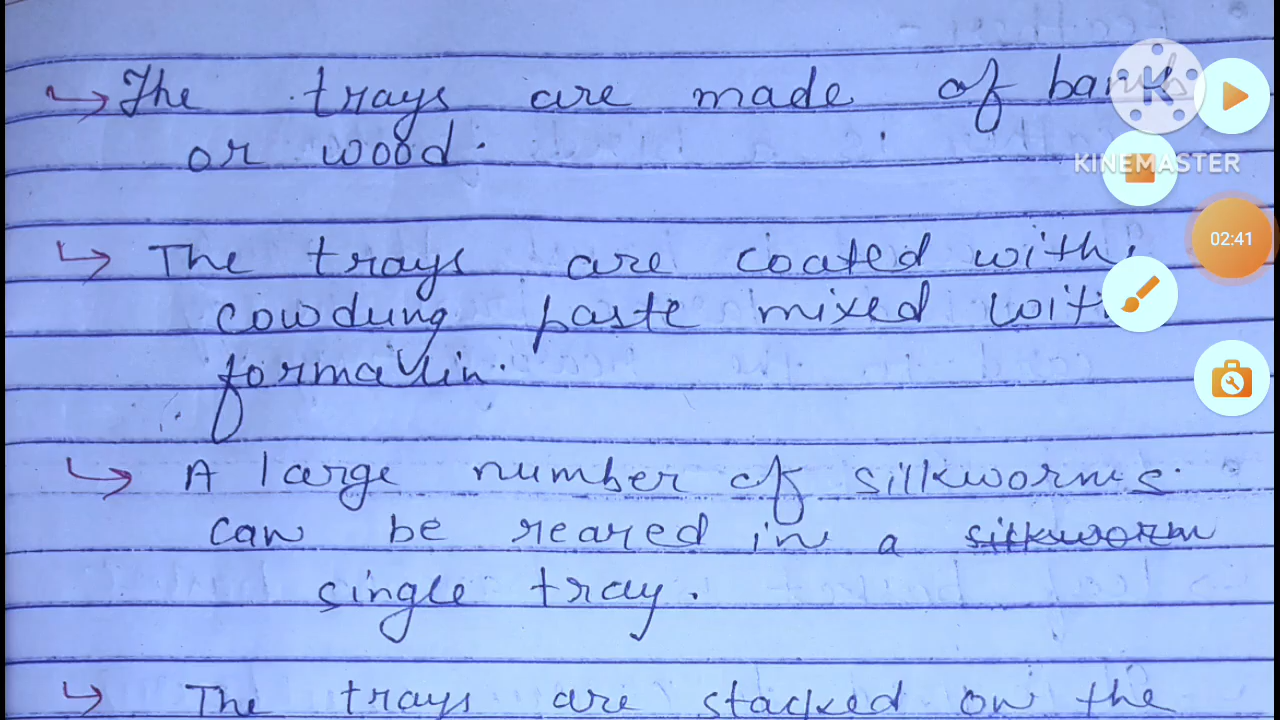 → The trays are made of
or wood.
→ The trays are coated with
cowdung paste mixed
formalin.
→ A large number of silkworms
can be reared in a silkworm
single tray.
→ The trays are stacked on the
K
KINEMASTER
02:41